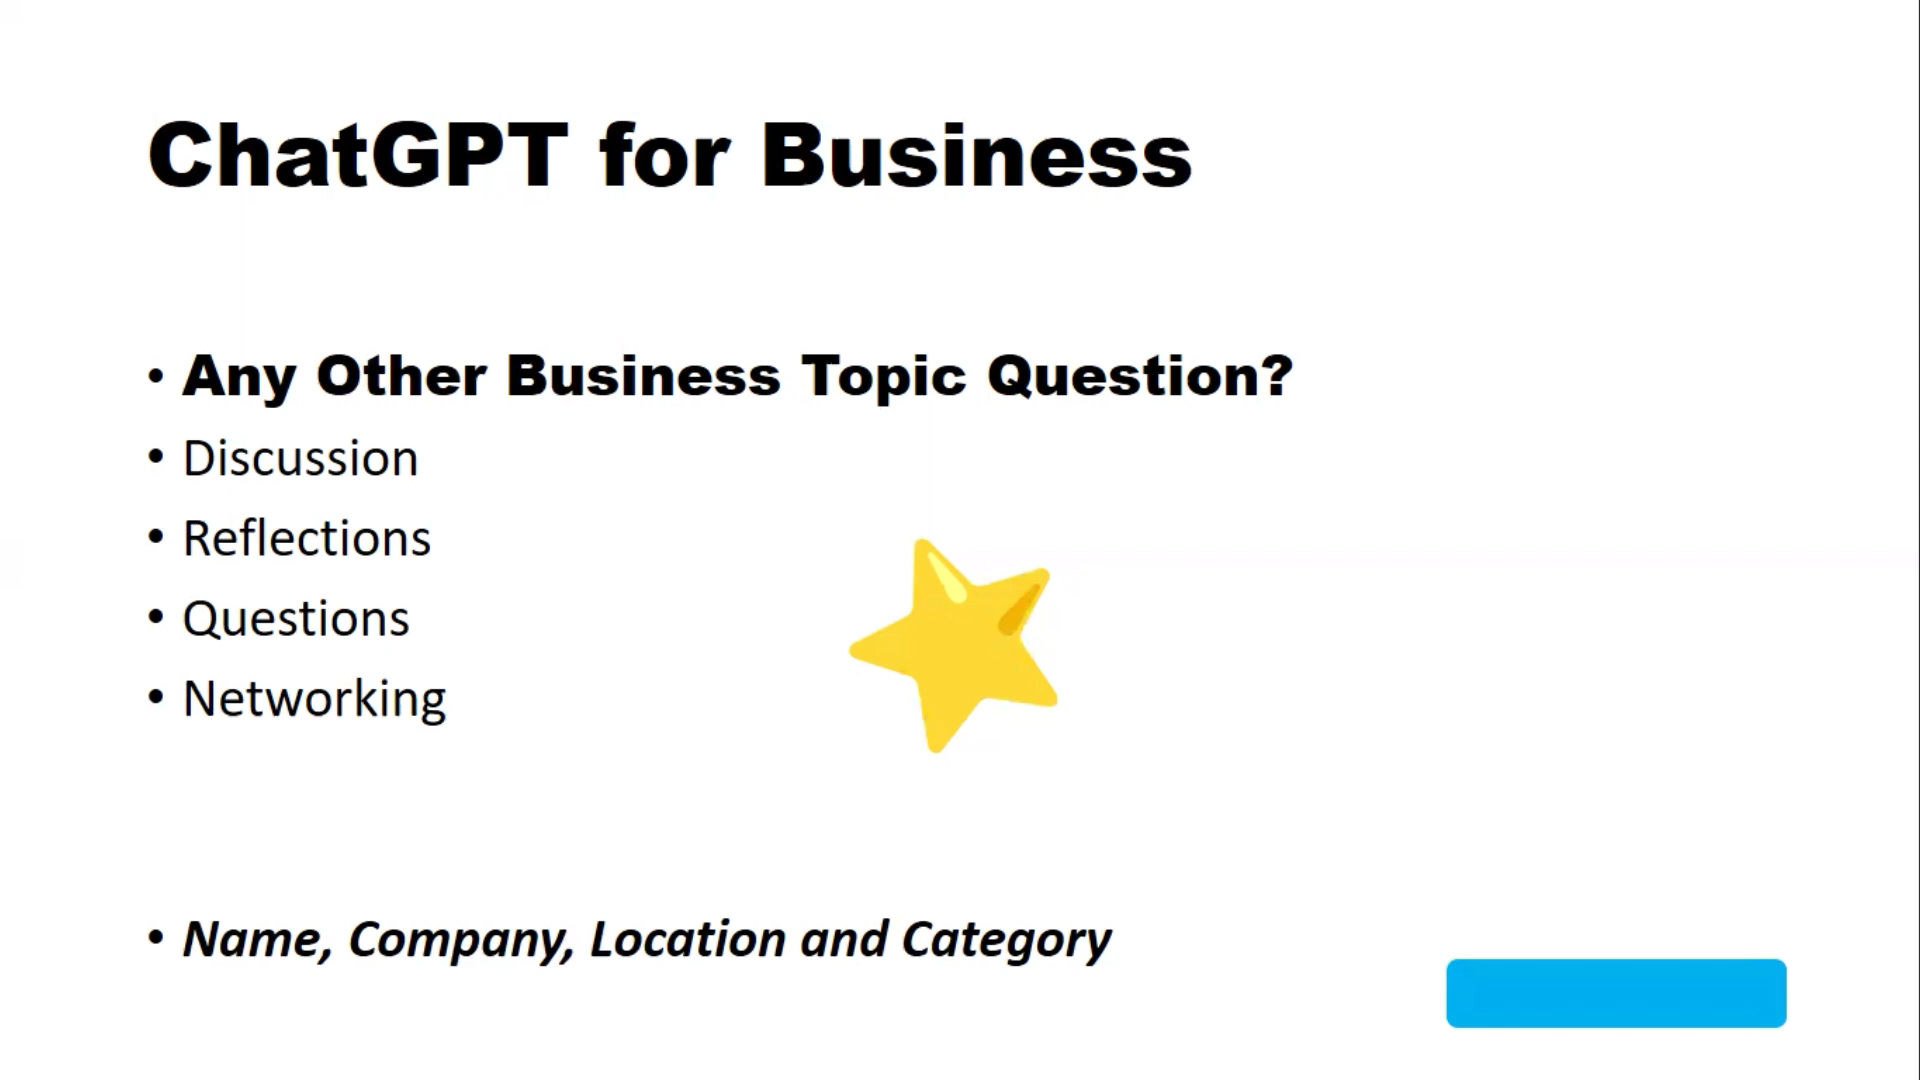 ChatGPT for Business
• Any Other Business Topic Question?
• Discussion
• Reflections
• Questions
• Networking
• Name, Company, Location and Category